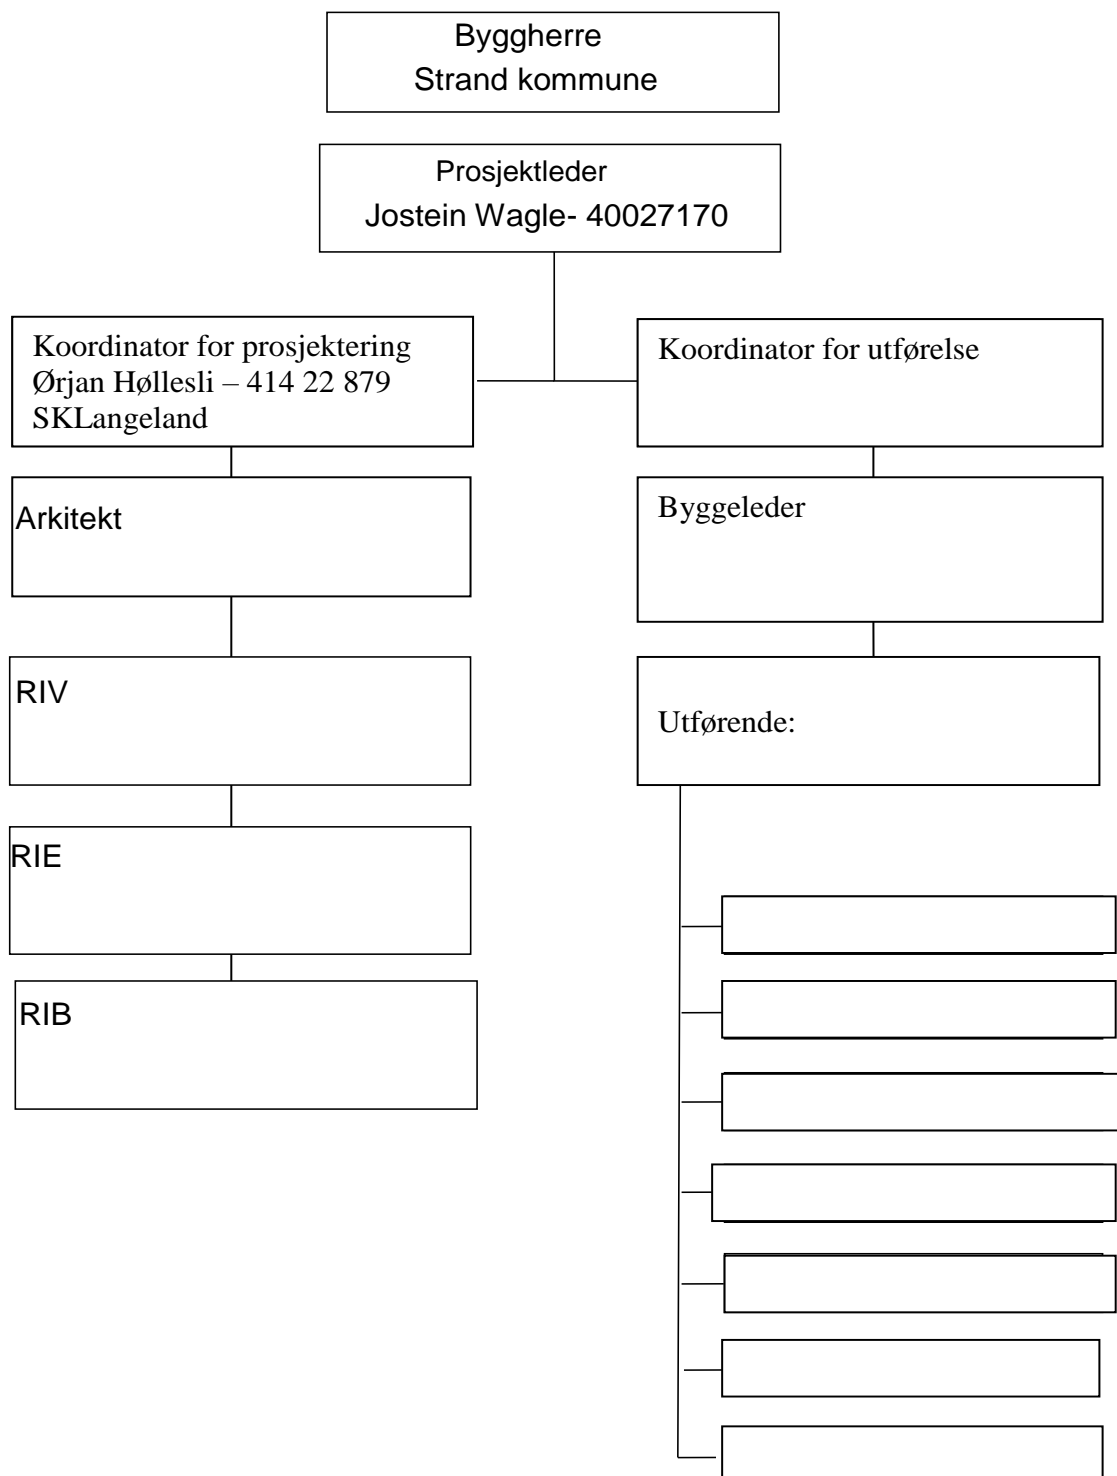 Byggherre
Strand kommune
Prosjektleder
Jostein Wagle- 40027170
Koordinator for prosjektering
Ørjan Høllesli – 414 22 879
SKLangeland
Koordinator for utførelse
Arkitekt
Byggeleder
RIV
Utførende:
RIE
RIB